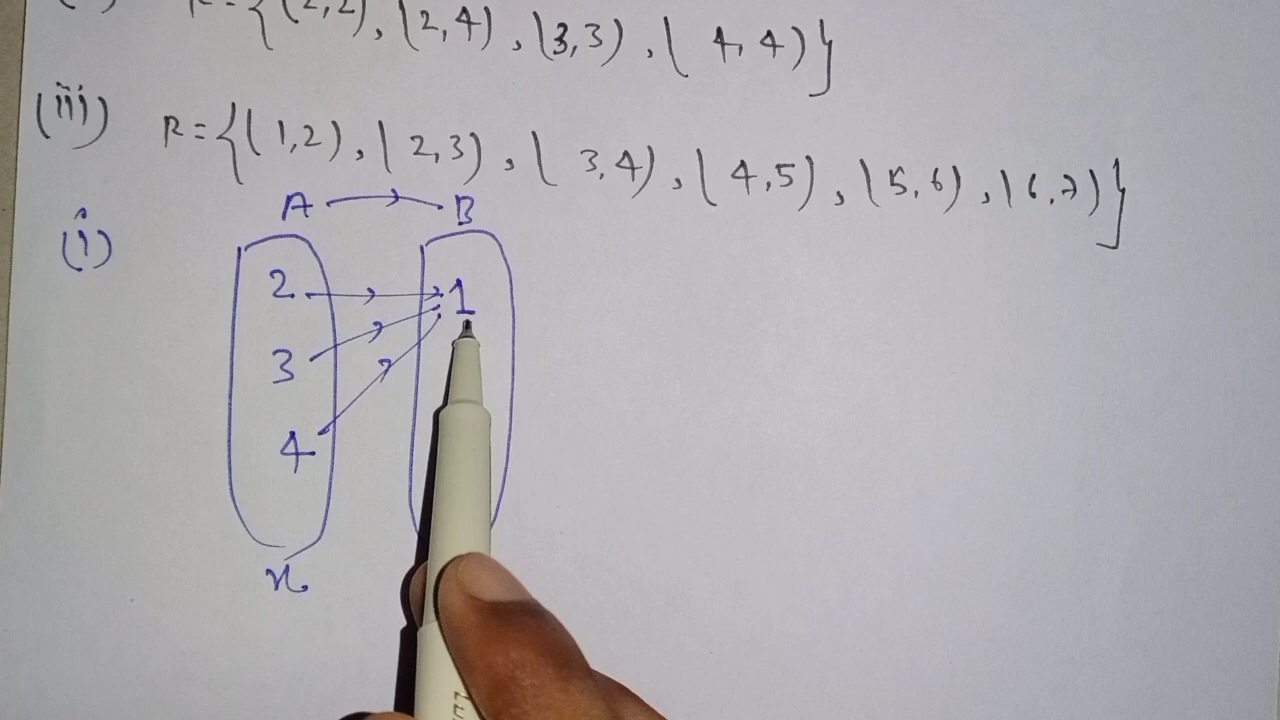 R={(2,2), (2,4), (3,3), (4,4)}
(iii) R={(1,2), (2,3), (3,4), (4,5), (5,6), (6,7)}
A → B
(i)
2 1
3
4
x